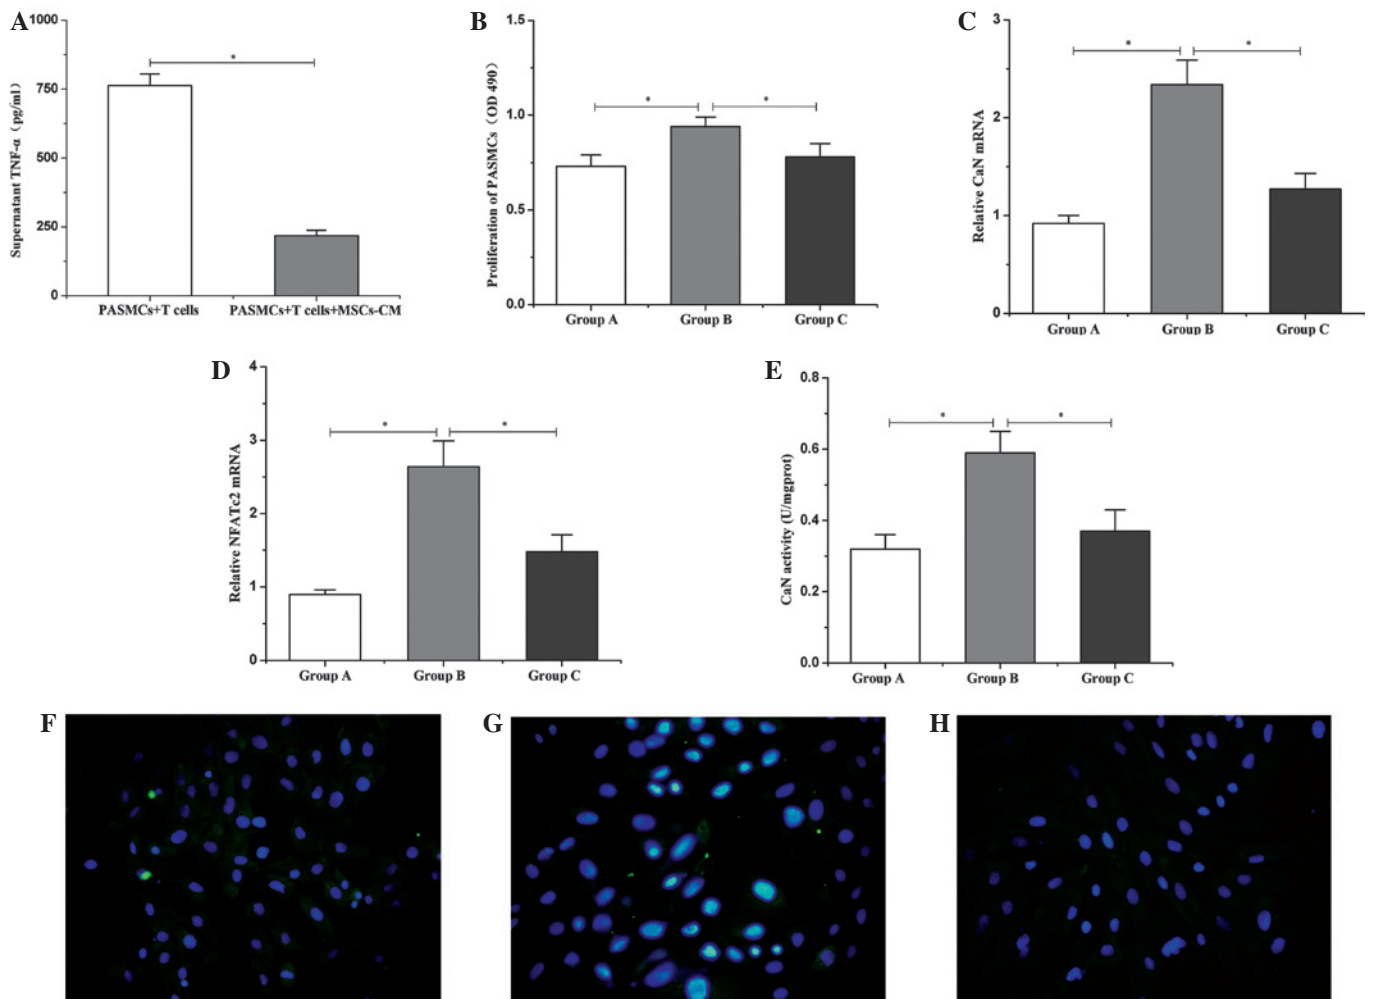 A
Supernatant TNF-α（pg/ml）
1000
750
500
250
0
*
PASMCs+T cells
PASMCs+T cells+MSCs-CM
B
Proliferation of PASMCs（OD 490）
1.5
1.0
0.5
0.0
*
*
Group A
Group B
Group C
C
Relative CaN mRNA
3
2
1
0
*
*
Group A
Group B
Group C
D
Relative NFATc2 mRNA
4
3
2
1
0
*
*
Group A
Group B
Group C
E
CaN activity (U/mgprot)
0.8
0.6
0.4
0.2
0.0
*
*
Group A
Group B
Group C
F
G
H